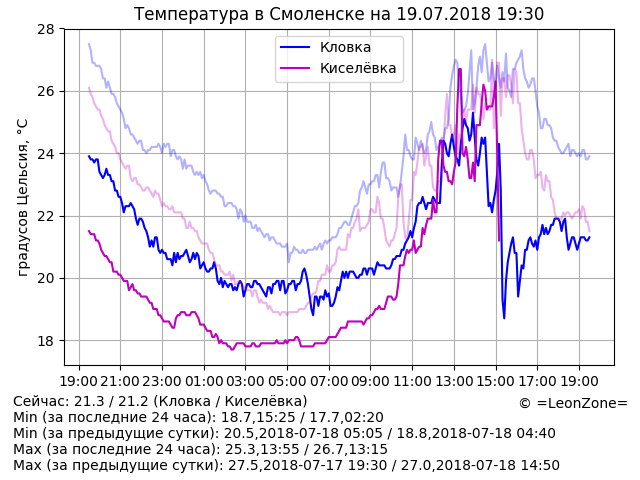 Температура в Смоленске на 19.07.2018 19:30
Кловка
Киселёвка
градусов Цельсия, °С
28
26
24
22
20
18
19:00 21:00 23:00 01:00 03:00 05:00 07:00 09:00 11:00 13:00 15:00 17:00 19:00
© =LeonZone=
Сейчас: 21.3 / 21.2 (Кловка / Киселёвка)
Min (за последние 24 часа): 18.7,15:25 / 17.7,02:20
Min (за предыдущие сутки): 20.5,2018-07-18 05:05 / 18.8,2018-07-18 04:40
Max (за последние 24 часа): 25.3,13:55 / 26.7,13:15
Max (за предыдущие сутки): 27.5,2018-07-17 19:30 / 27.0,2018-07-18 14:50